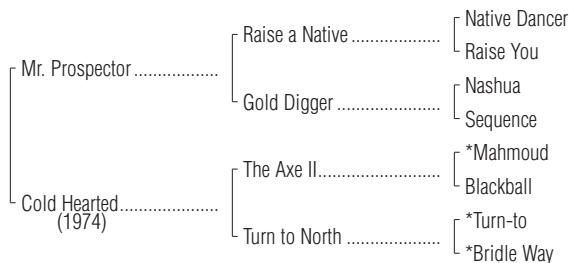 Native Dancer
Raise a Native ....................
Raise You
Mr. Prospector ..................
Nashua
Gold Digger .......................
Sequence
*Mahmoud
The Axe II..........................
Blackball
Cold Hearted.....................
(1974)
*Turn-to
Turn to North .....................
*Bridle Way